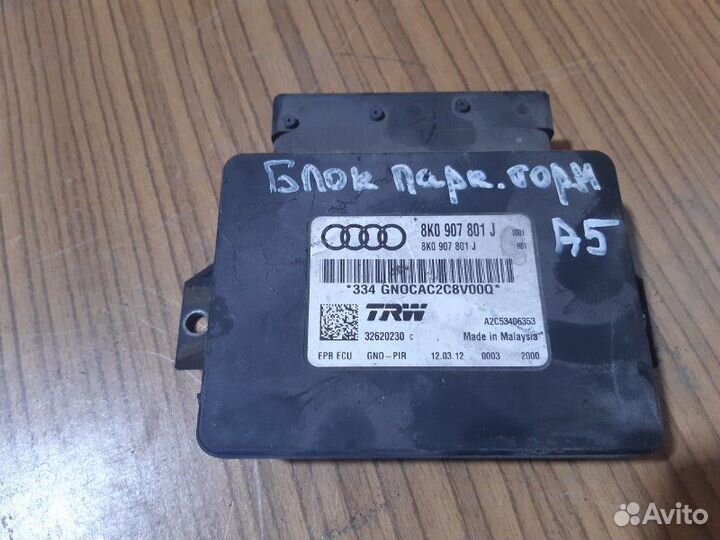 Блок парк. торм
A5
8K0 907 801 J 0001
8K0 907 801 J H01
*334 GNOCAC2C8V00Q*
TRW A2C53406353
32620230 C Made in Malaysia
EPB ECU GNO-PIR 12.03.12 0003 2000
Avito